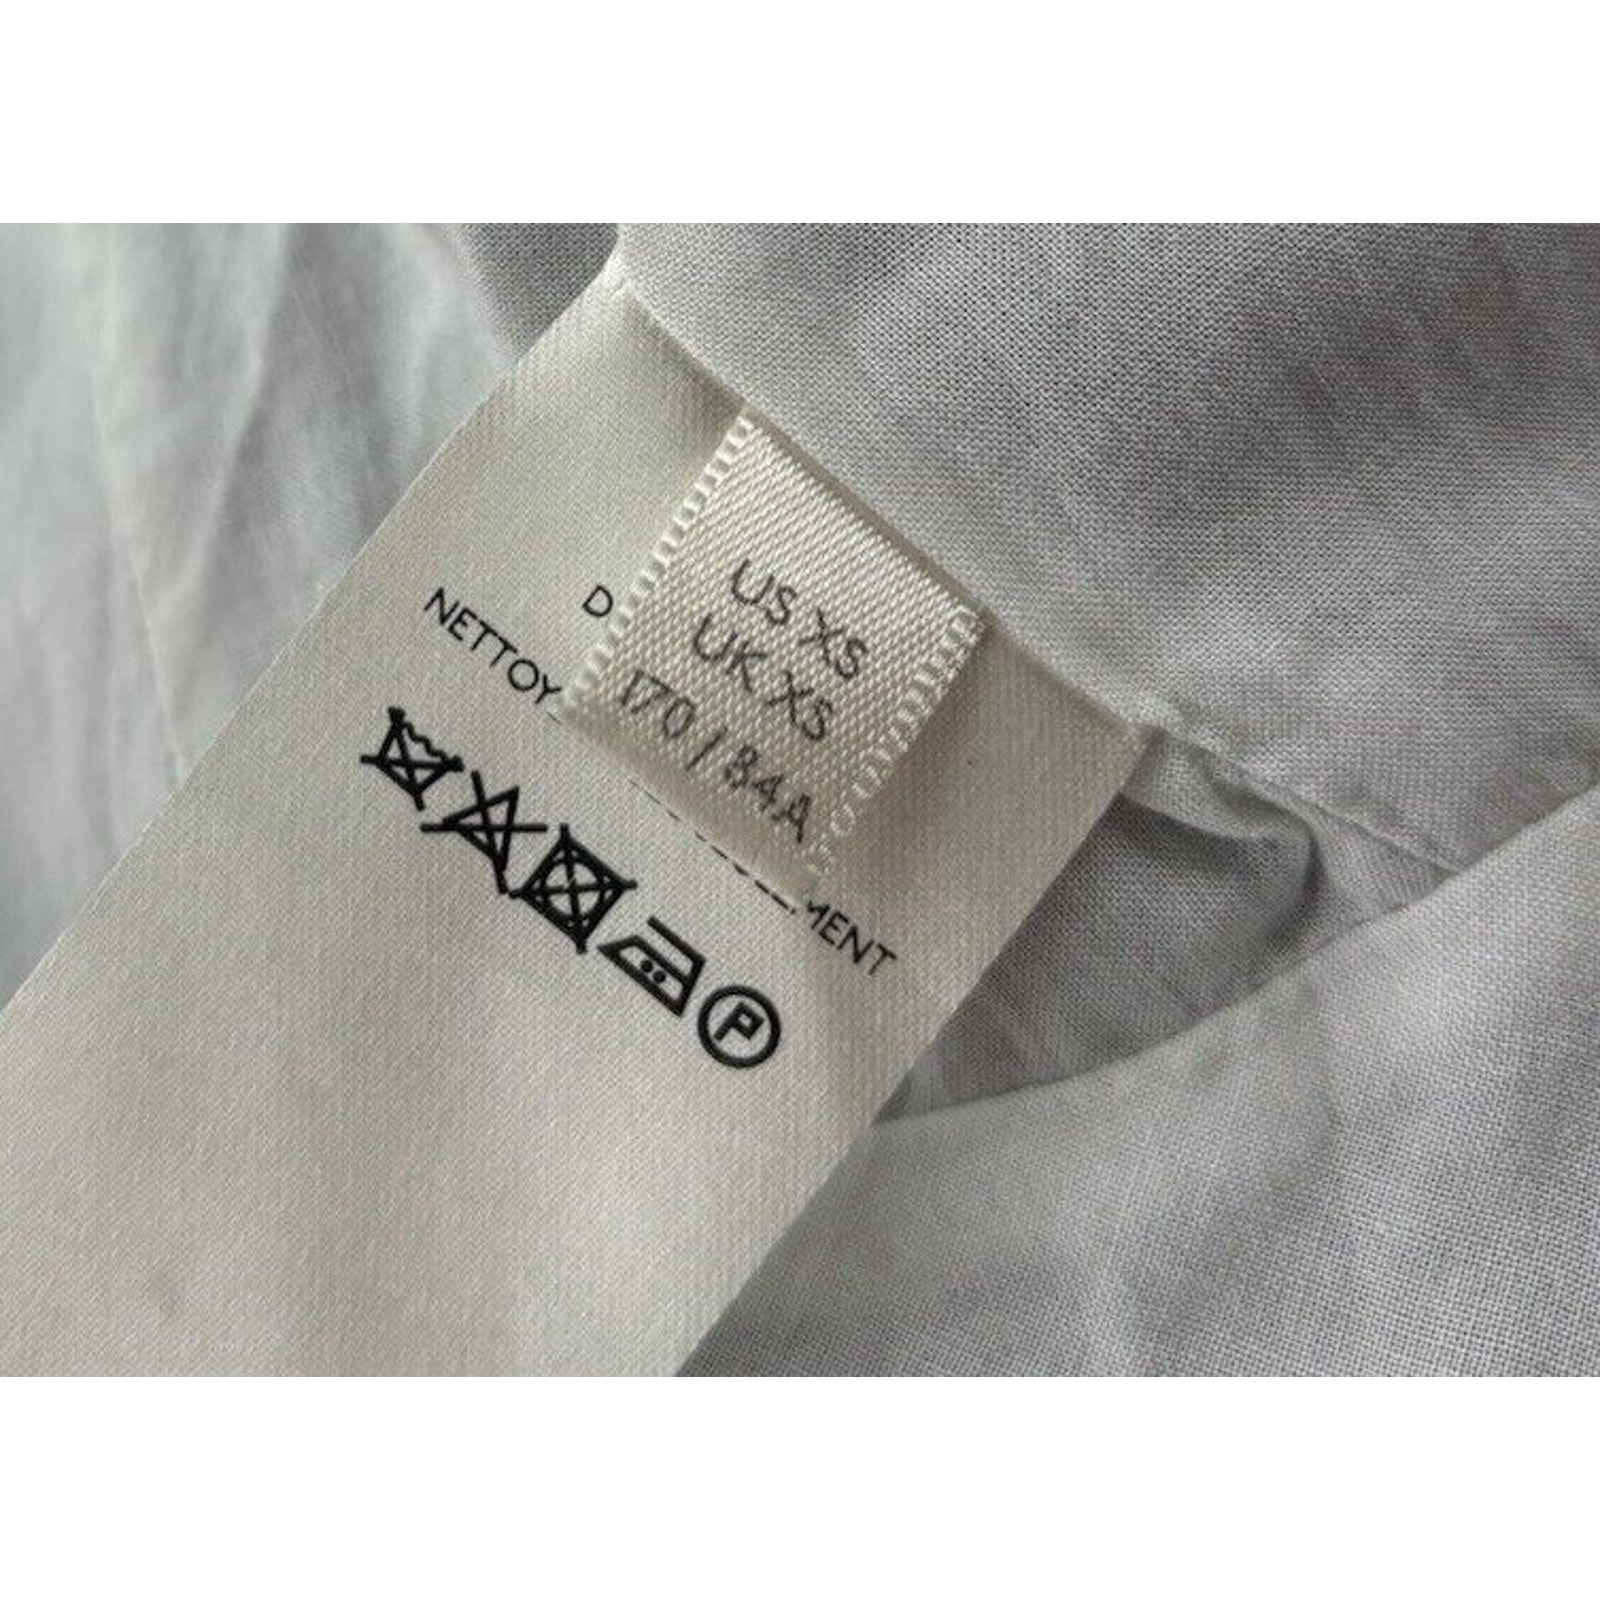 US XS
UK XS
170 / 84A
D
NETTOY
MENT
P